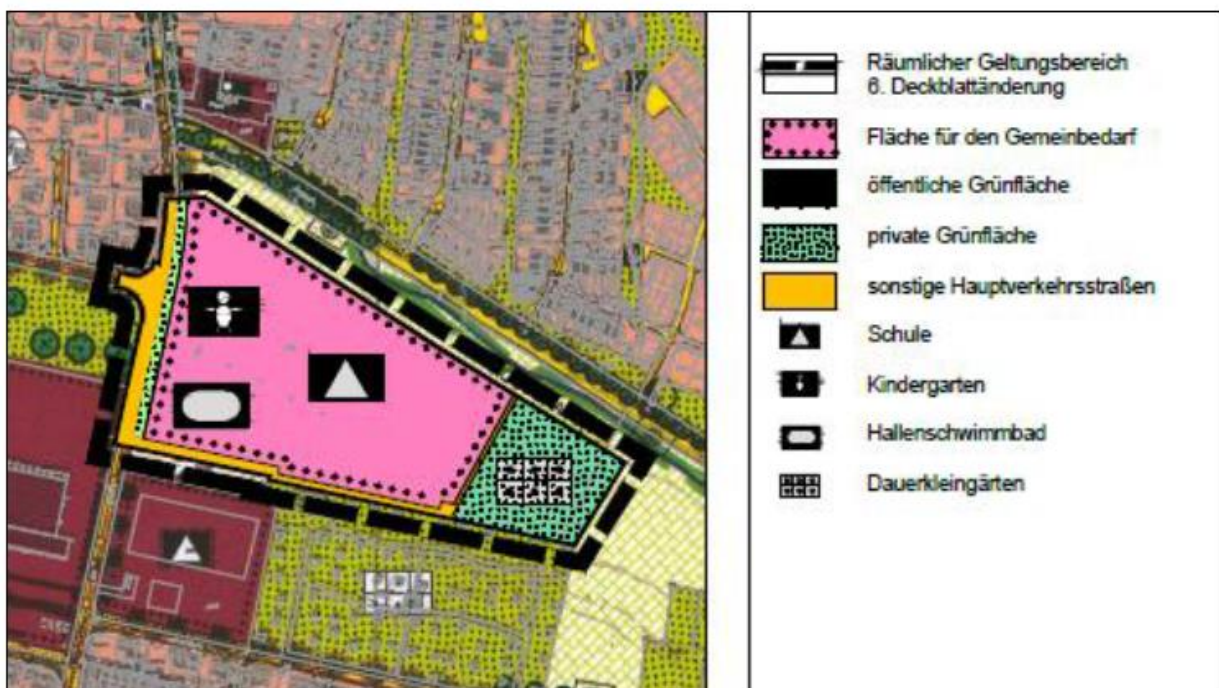 Räumlicher Geltungsbereich
6. Deckblattänderung
Fläche für den Gemeinbedarf
öffentliche Grünfläche
private Grünfläche
sonstige Hauptverkehrsstraßen
Schule
Kindergarten
Hallenschwimmbad
Dauerkleingärten